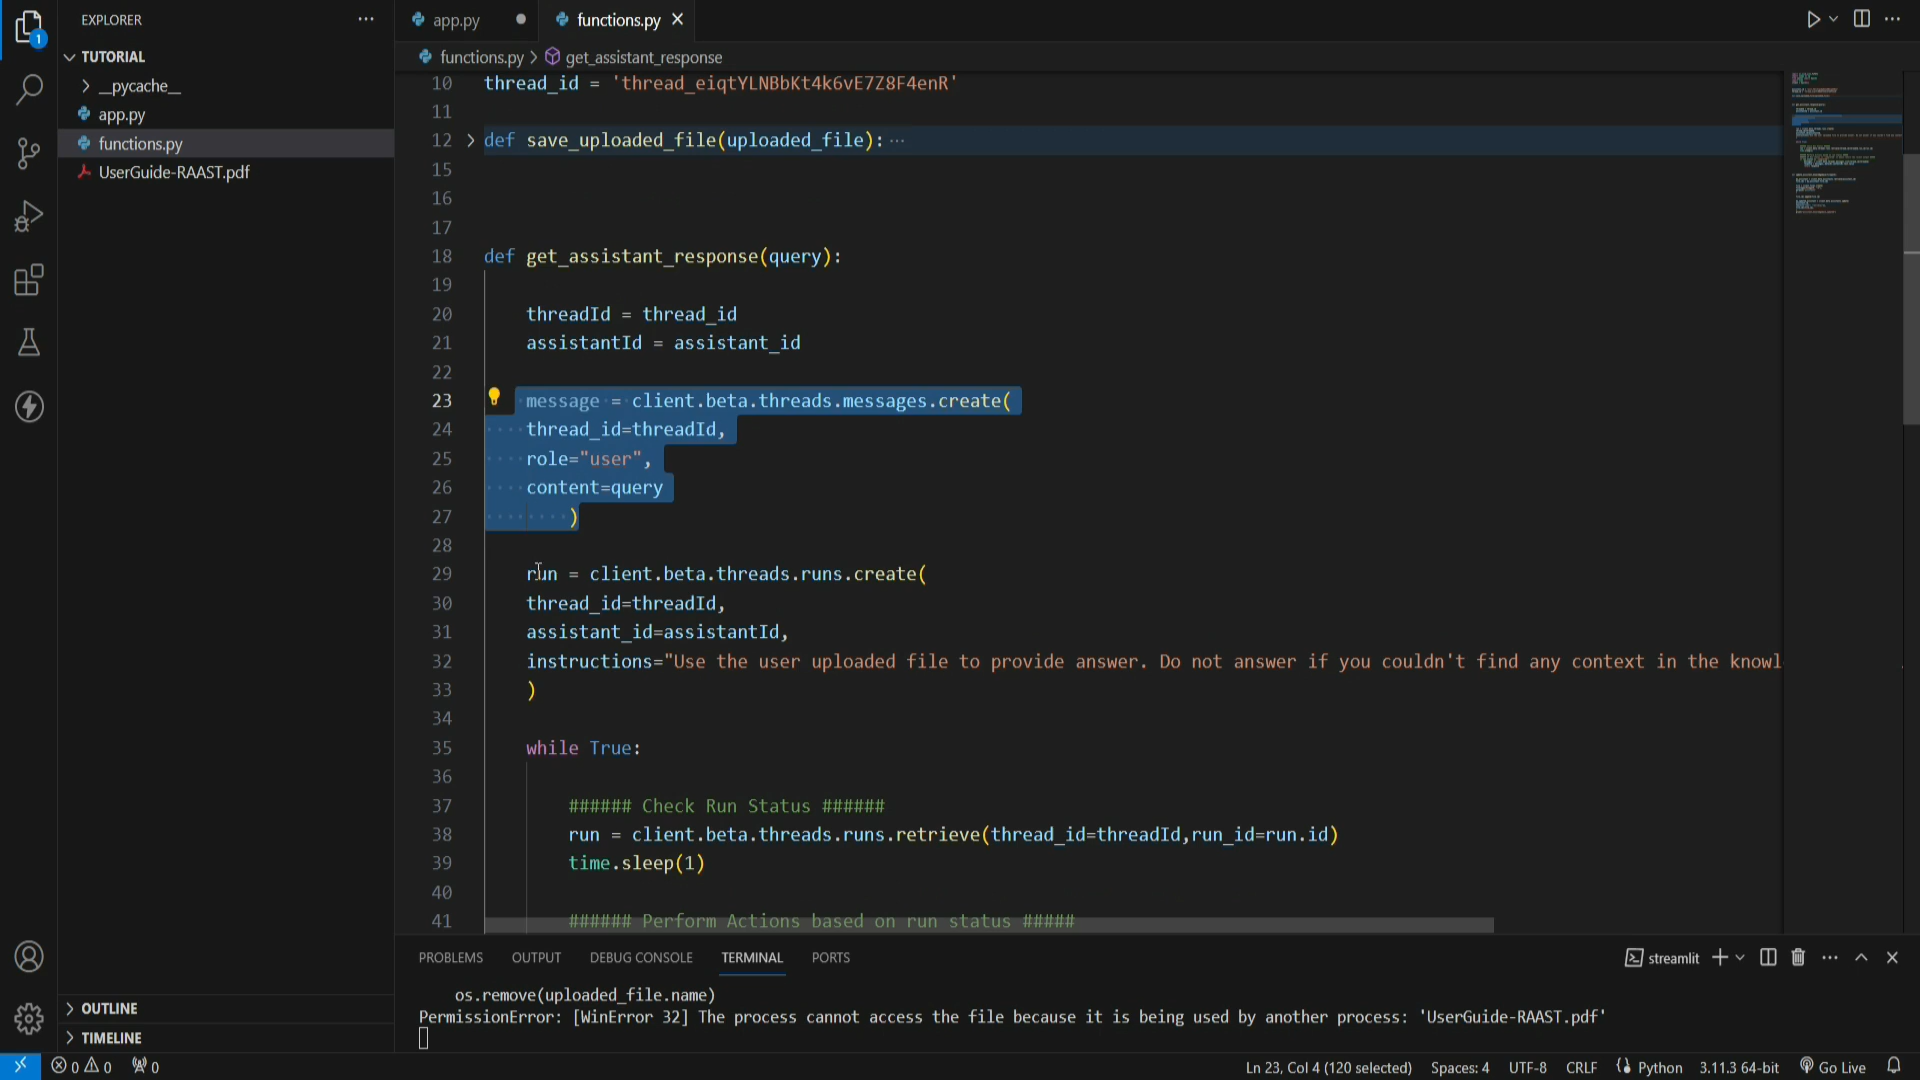 EXPLORER
TUTORIAL
__pycache__
app.py
functions.py
UserGuide-RAAST.pdf
OUTLINE
TIMELINE
1
app.py
functions.py
functions.py > get_assistant_response
10 thread_id = 'thread_eiqtYLNBbKt4k6vE7Z8F4enR'
11
12 def save_uploaded_file(uploaded_file): ···
15
16
17
18 def get_assistant_response(query):
19
20 threadId = thread_id
21 assistantId = assistant_id
22
23 message = client.beta.threads.messages.create(
24 thread_id=threadId,
25 role="user",
26 content=query
27 )
28
29 run = client.beta.threads.runs.create(
30 thread_id=threadId,
31 assistant_id=assistantId,
32 instructions="Use the user uploaded file to provide answer. Do not answer if you couldn't find any context in the knowl
33 )
34
35 while True:
36
37 ###### Check Run Status ######
38 run = client.beta.threads.runs.retrieve(thread_id=threadId,run_id=run.id)
39 time.sleep(1)
40
41 ###### Perform Actions based on run status #####
PROBLEMS OUTPUT DEBUG CONSOLE TERMINAL PORTS
streamlit
os.remove(uploaded_file.name)
PermissionError: [WinError 32] The process cannot access the file because it is being used by another process: 'UserGuide-RAAST.pdf'
0 0 0 Ln 23, Col 4 (120 selected) Spaces: 4 UTF-8 CRLF Python 3.11.3 64-bit Go Live